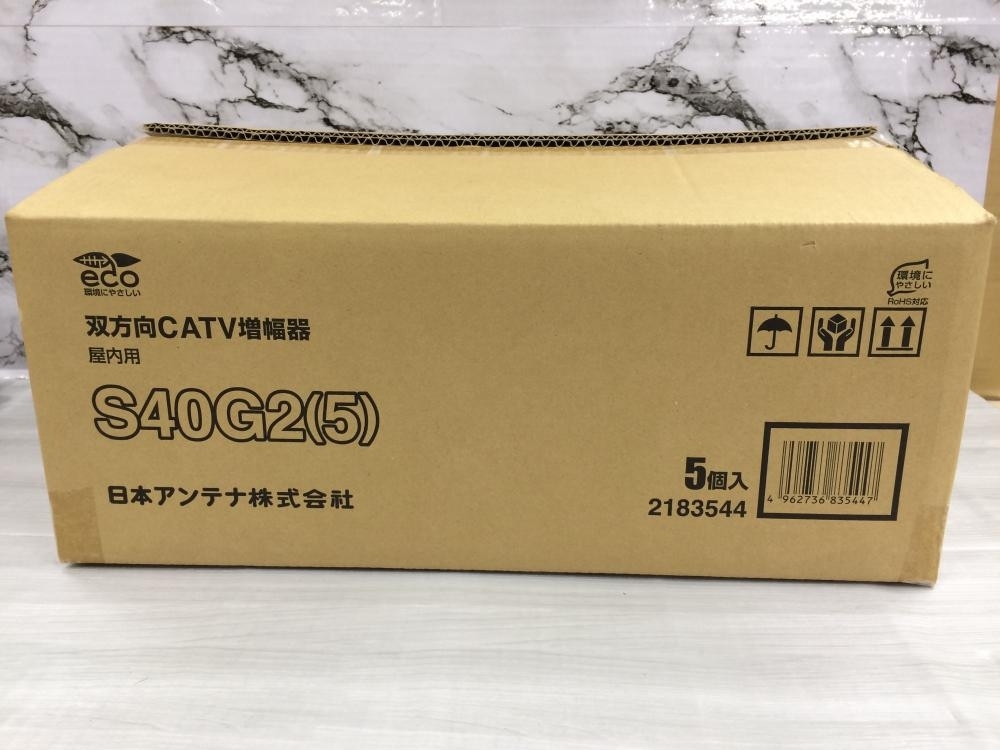 eco
環境にやさしい
双方向CATV増幅器
屋内用
S40G2(5)
日本アンテナ株式会社
環境に
やさしい
RoHS対応
5個入
2183544
4 962736 835447